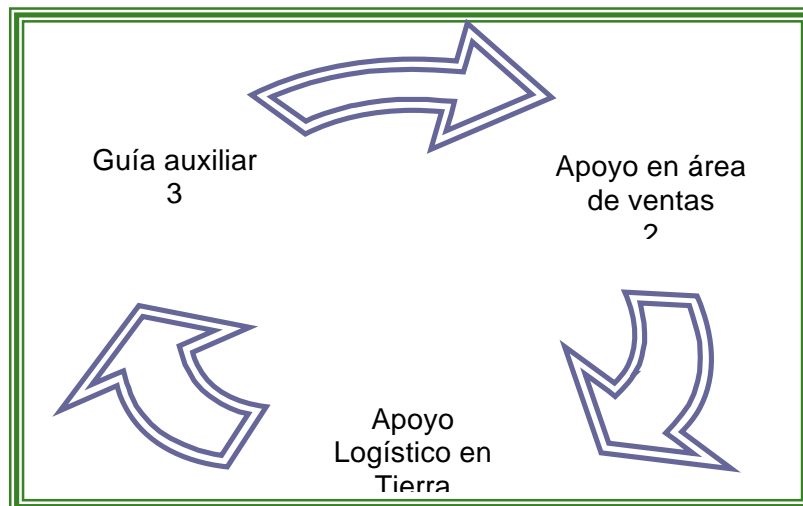 Guía auxiliar
3
Apoyo en área
de ventas
2
Apoyo
Logístico en
Tierra